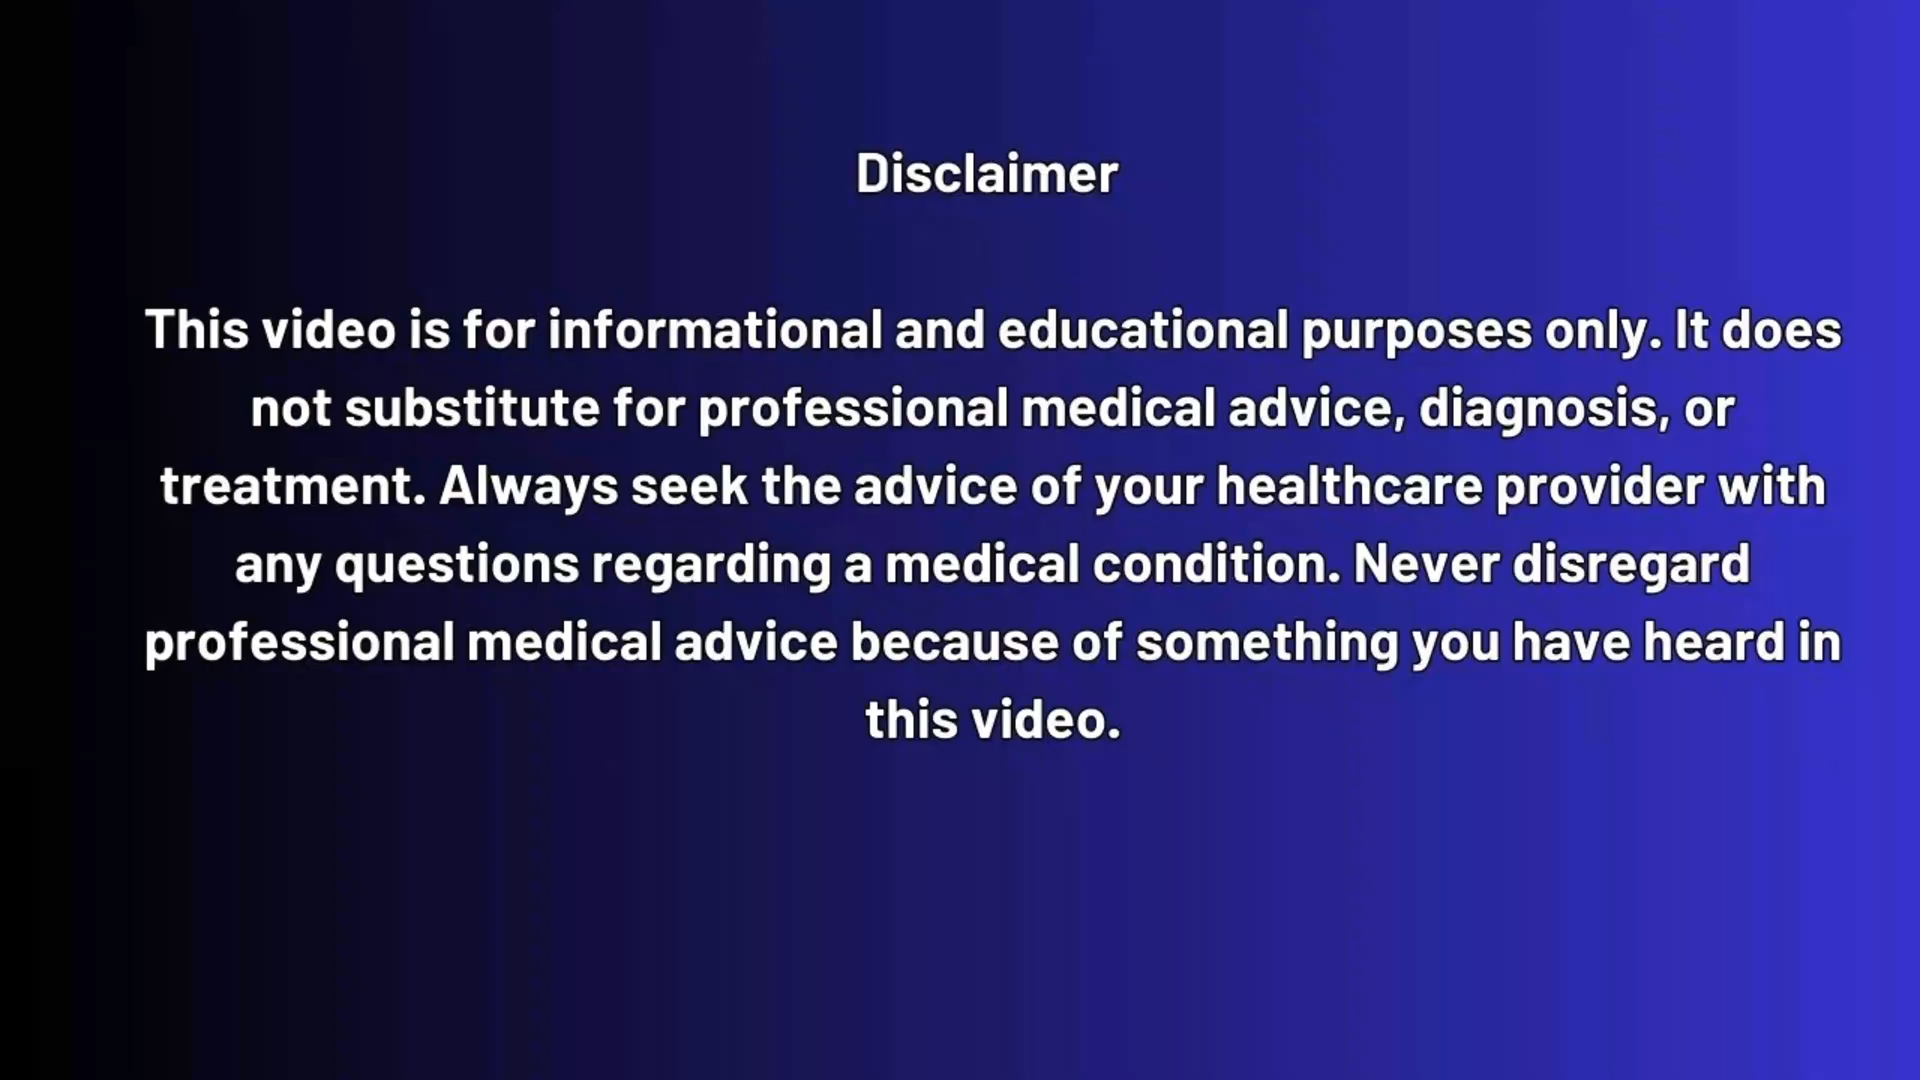 Disclaimer
This video is for informational and educational purposes only. It does
not substitute for professional medical advice, diagnosis, or
treatment. Always seek the advice of your healthcare provider with
any questions regarding a medical condition. Never disregard
professional medical advice because of something you have heard in
this video.